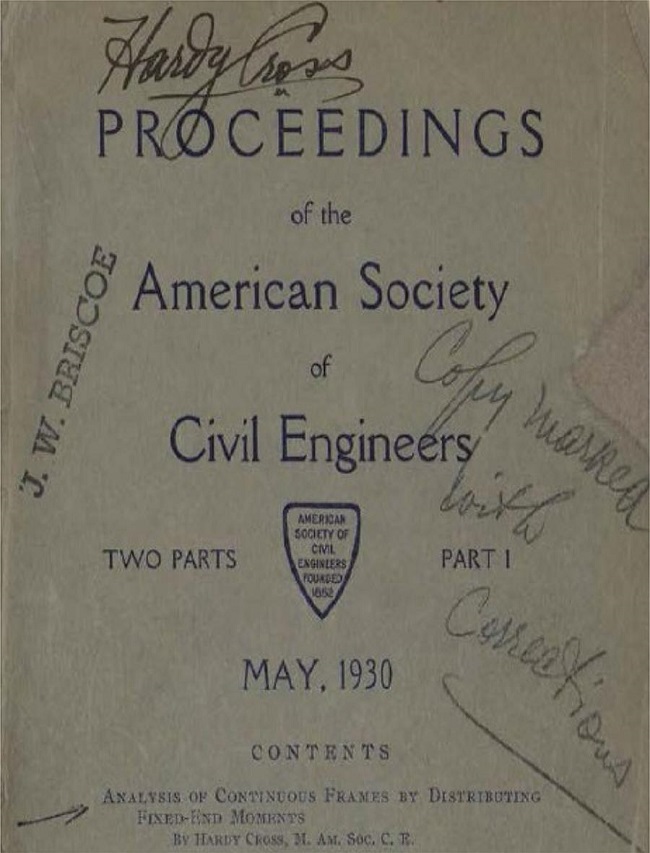 Hardy Cross
PROCEEDINGS
of the
American Society
of
Civil Engineers
J. W. BRISCOE
Copy marked
with
Corrections
AMERICAN
SOCIETY OF
CIVIL
ENGINEERS
FOUNDED
1852
TWO PARTS
PART I
MAY, 1930
CONTENTS
ANALYSIS OF CONTINUOUS FRAMES BY DISTRIBUTING
FIXED-END MOMENTS
BY HARDY CROSS, M. AM. SOC. C. E.